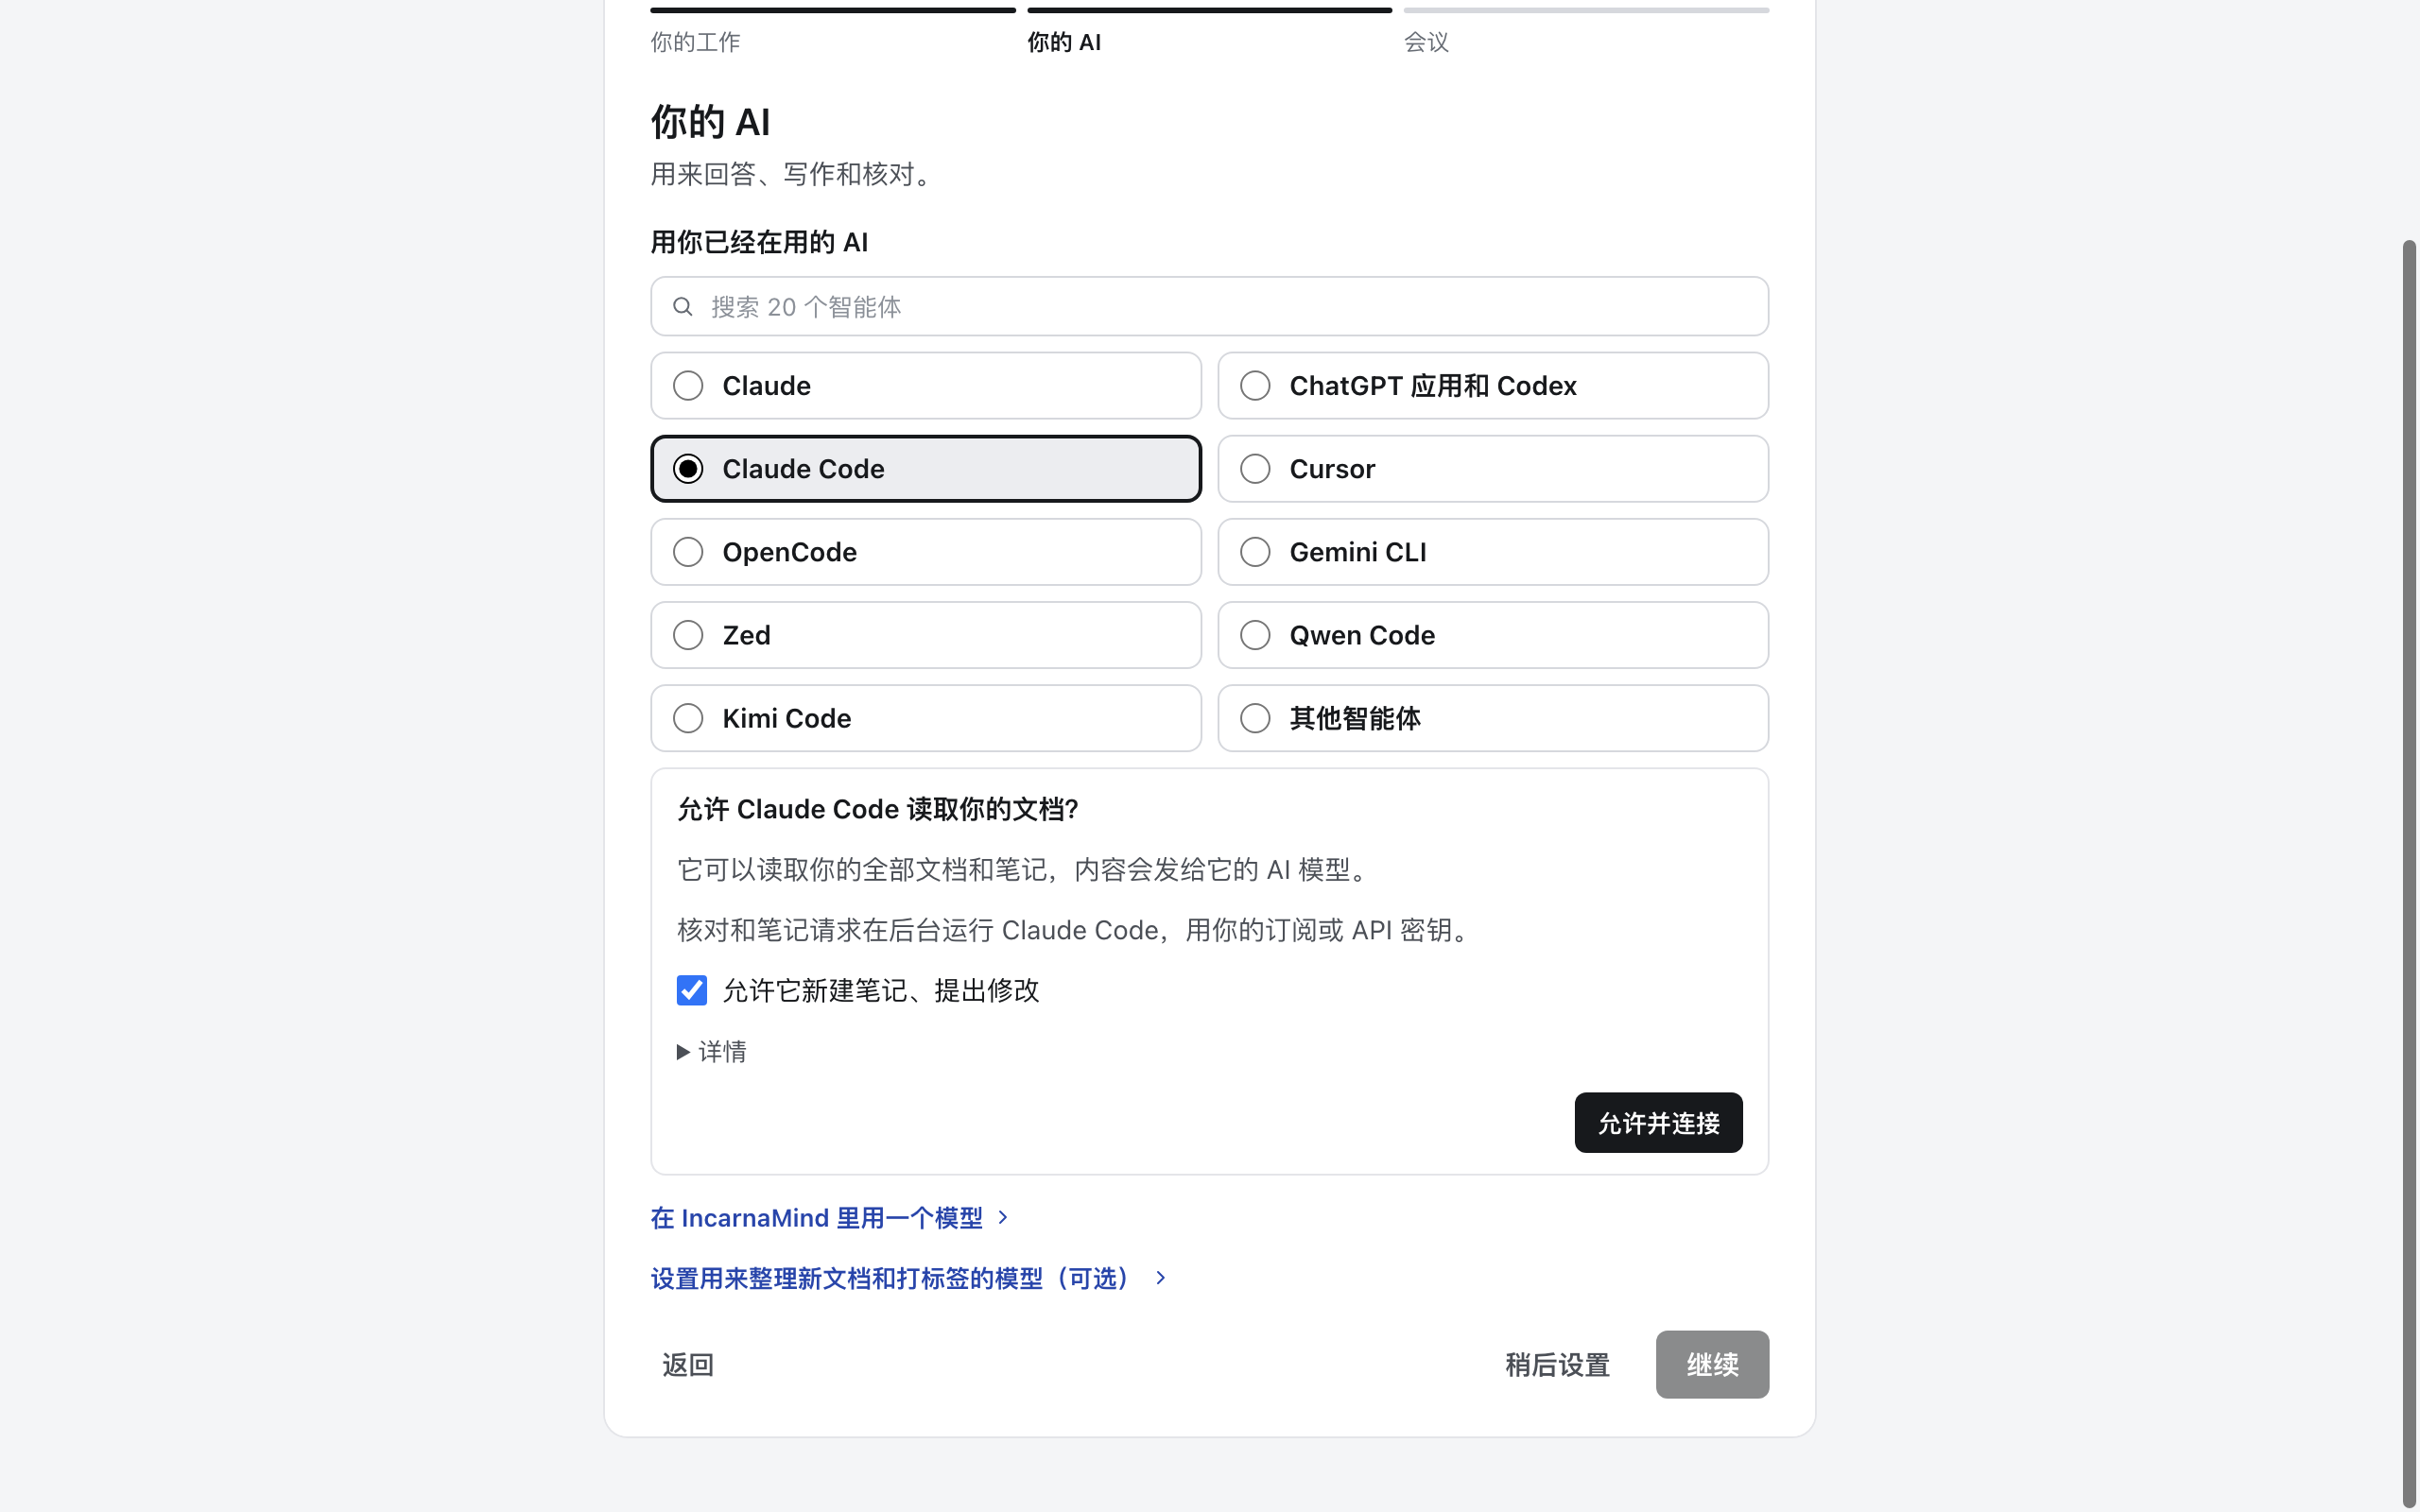 你的工作
你的 AI
会议
你的 AI
用来回答、写作和核对。
用你已经在用的 AI
搜索 20 个智能体
Claude
ChatGPT 应用和 Codex
Claude Code
Cursor
OpenCode
Gemini CLI
Zed
Qwen Code
Kimi Code
其他智能体
允许 Claude Code 读取你的文档?
它可以读取你的全部文档和笔记，内容会发给它的 AI 模型。
核对和笔记请求在后台运行 Claude Code，用你的订阅或 API 密钥。
允许它新建笔记、提出修改
详情
允许并连接
在 IncarnaMind 里用一个模型
设置用来整理新文档和打标签的模型（可选）
返回
稍后设置
继续